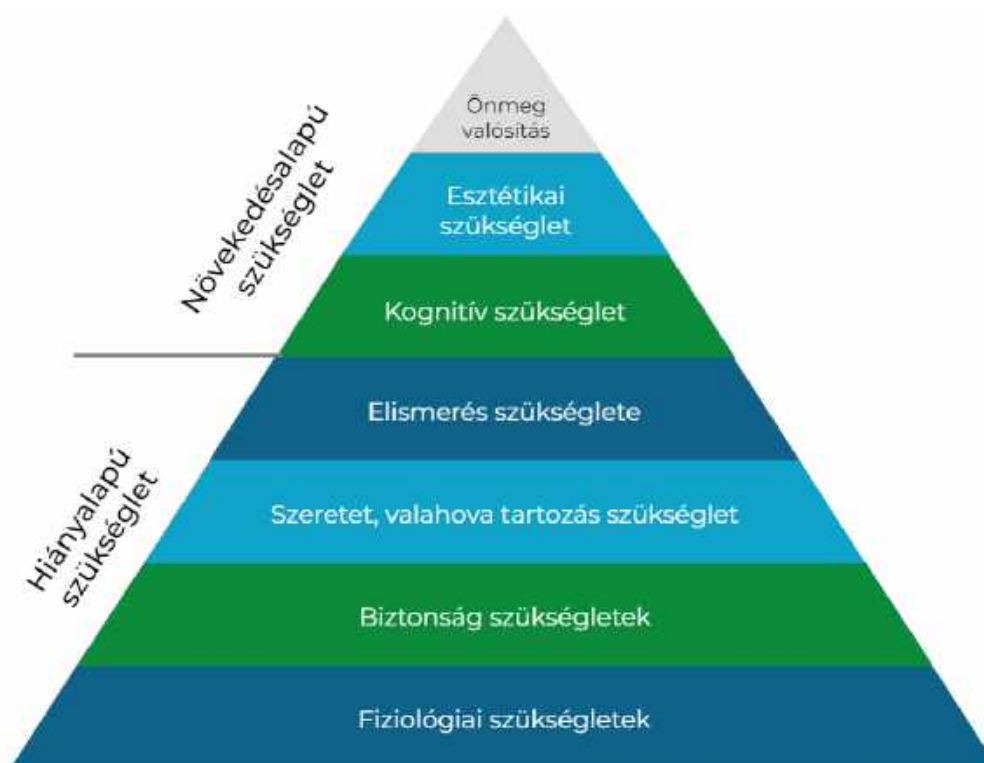 Önmeg
valósítás
Növekedésalapú
szükséglet
Esztétikai
szükséglet
Kognitív szükséglet
Elismerés szükséglete
Hiányalapú
szükséglet
Szeretet, valahova tartozás szükséglet
Biztonság szükségletek
Fiziológiai szükségletek